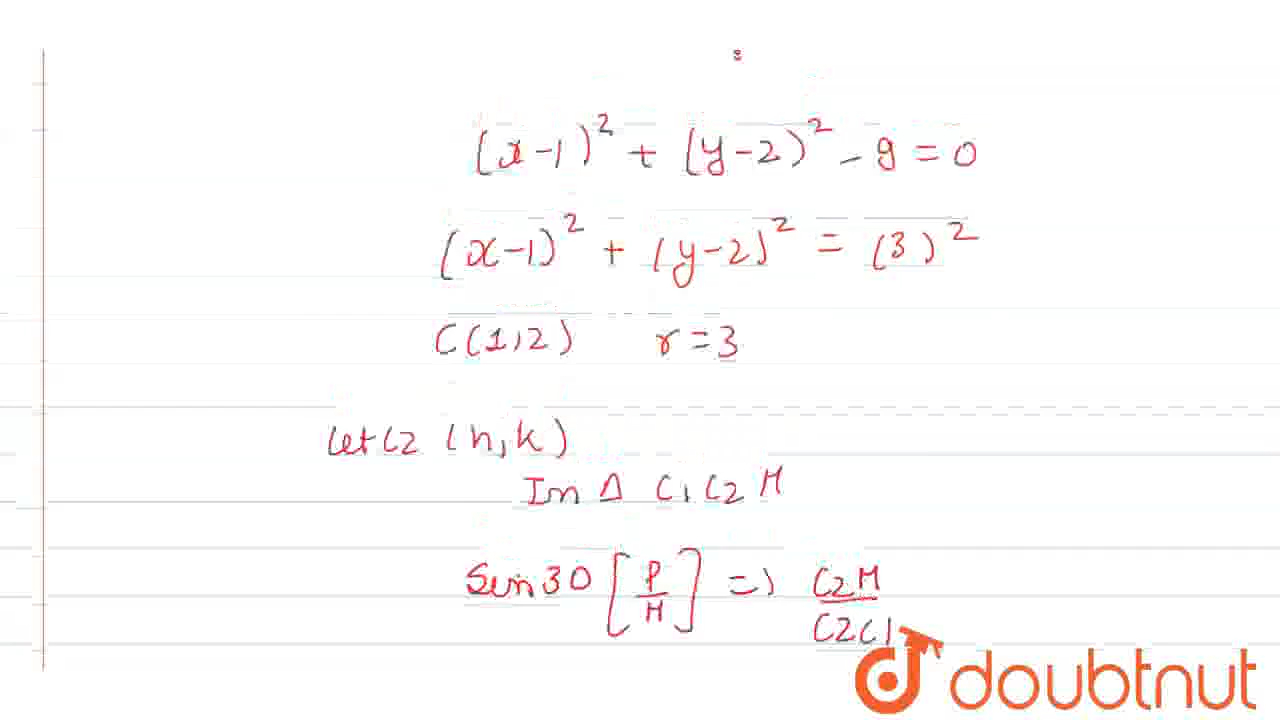 (x-1)² + (y-2)² - 9 = 0
(x-1)² + (y-2)² = (3)²
C(1,2) r=3
let C2 (h,k)
In Δ C1C2M
Sin30 [P/H] => C2M/C2C1
doubtnut